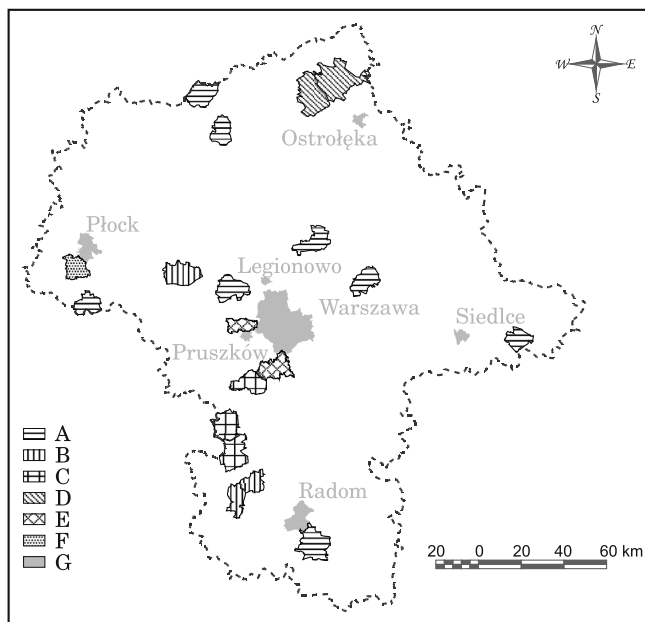 N
W E
S
Ostrołęka
Płock
Legionowo
Warszawa
Siedlce
Pruszków
A
B
C
D
E
F
G
Radom
20 0 20 40 60 km